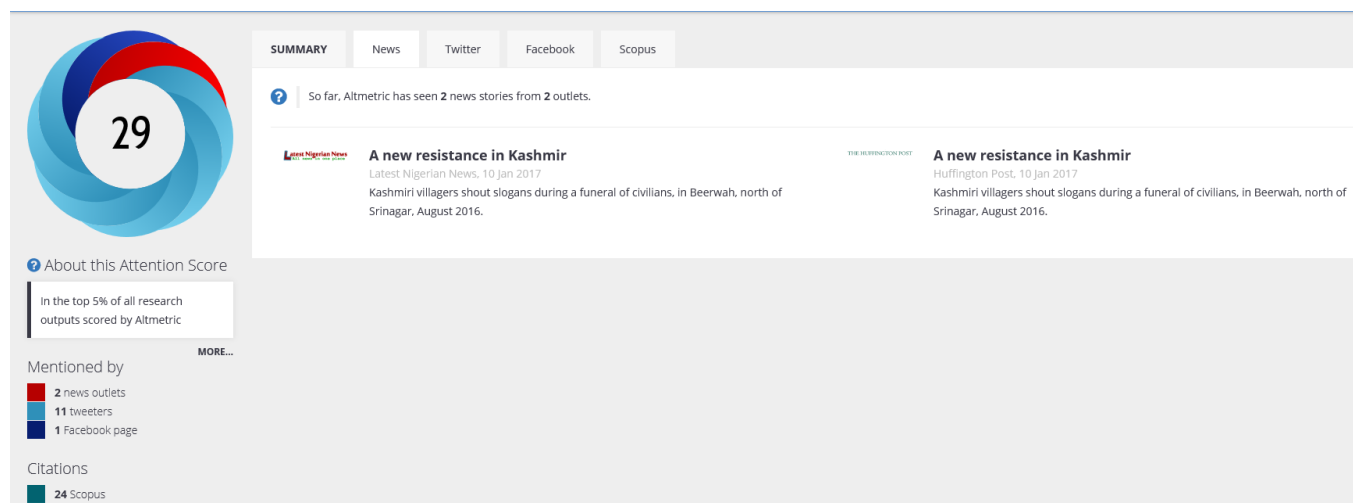 29
About this Attention Score
In the top 5% of all research
outputs scored by Altmetric
MORE...
Mentioned by
2 news outlets
11 tweeters
1 Facebook page
Citations
24 Scopus
SUMMARY News Twitter Facebook Scopus
So far, Altmetric has seen 2 news stories from 2 outlets.
Latest Nigerian News
All news in one place
A new resistance in Kashmir
Latest Nigerian News, 10 Jan 2017
Kashmiri villagers shout slogans during a funeral of civilians, in Beerwah, north of
Srinagar, August 2016.
THE HUFFINGTON POST
A new resistance in Kashmir
Huffington Post, 10 Jan 2017
Kashmiri villagers shout slogans during a funeral of civilians, in Beerwah, north of
Srinagar, August 2016.